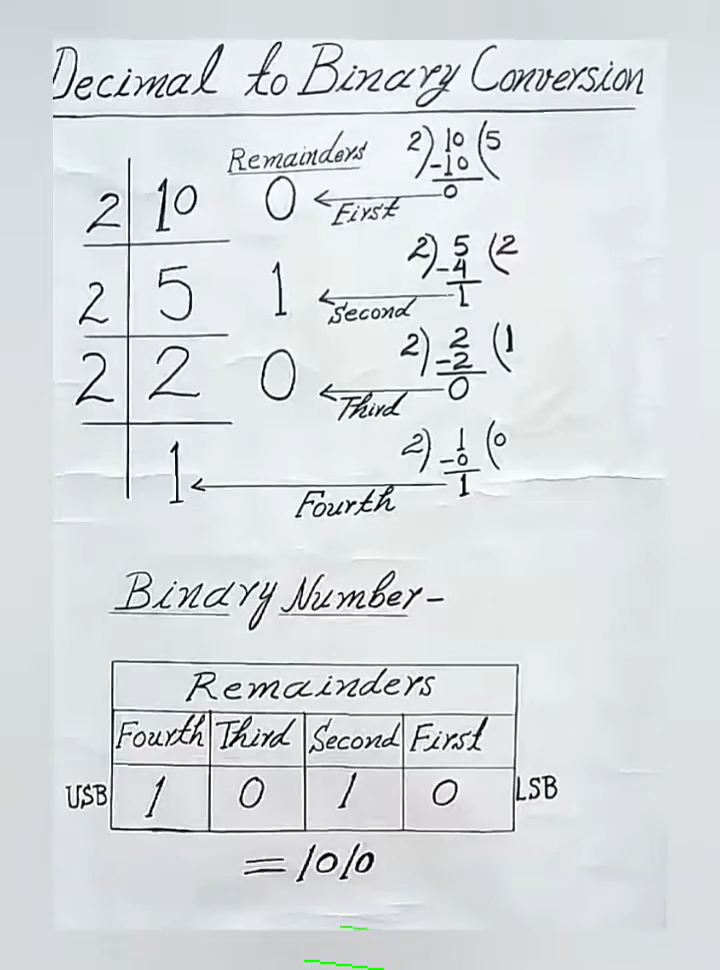 Decimal to Binary Conversion
Remainders 2) 10 (5
-10
2 10 0 First 0
2) 5 (2
-4
2 5 1 Second 1
2) 2 (1
-2
2 2 0 Third 0
2) 1 (0
-0
1 Fourth 1
Binary Number-
Remainders
Fourth Third Second First
USB 1 0 1 0 LSB
=1010